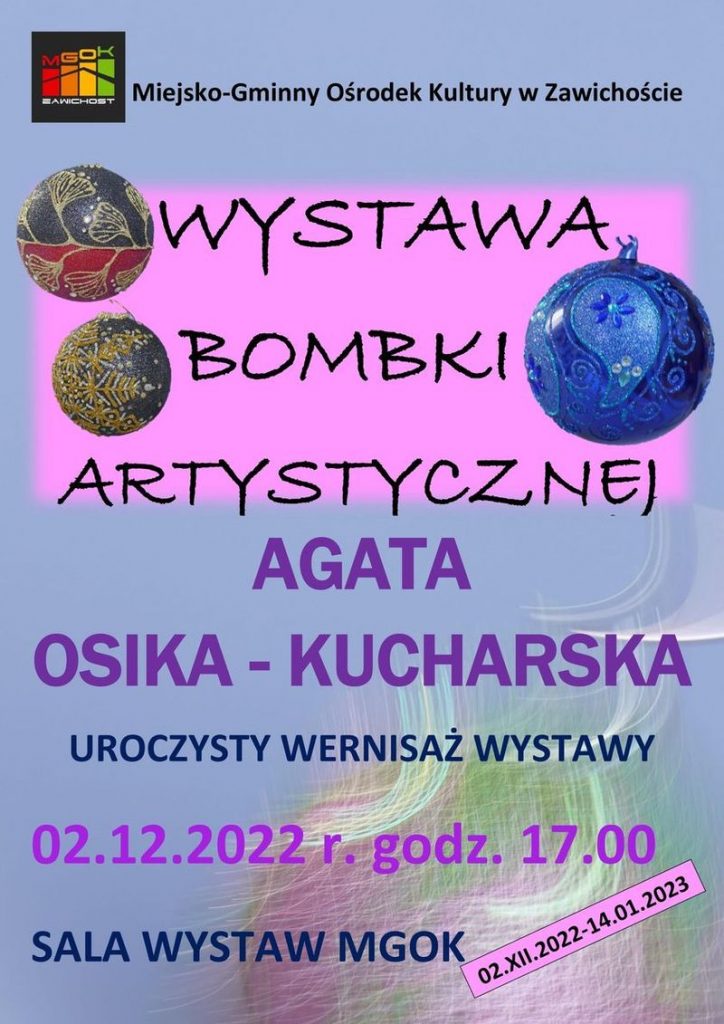 MGOK
ZAWICHOST
Miejsko-Gminny Ośrodek Kultury w Zawichoście
WYSTAWA
BOMBKI
ARTYSTYCZNEJ
AGATA
OSIKA - KUCHARSKA
UROCZYSTY WERNISAŻ WYSTAWY
02.12.2022 r. godz. 17.00
SALA WYSTAW MGOK
02.XII.2022-14.01.2023